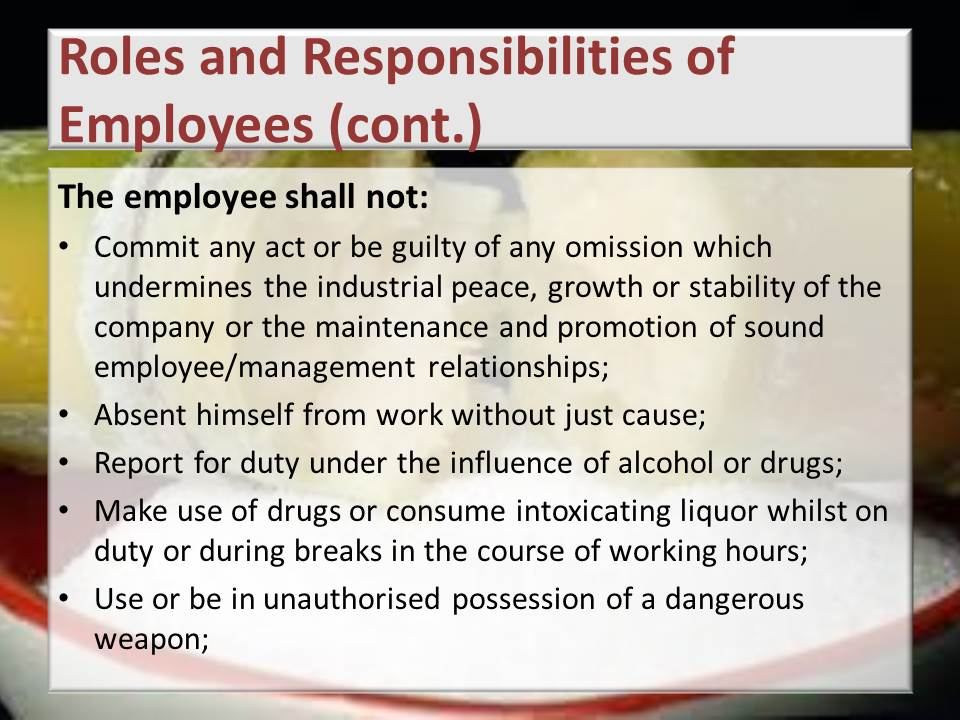 Roles and Responsibilities of
Employees (cont.)
The employee shall not:
• Commit any act or be guilty of any omission which
undermines the industrial peace, growth or stability of the
company or the maintenance and promotion of sound
employee/management relationships;
• Absent himself from work without just cause;
• Report for duty under the influence of alcohol or drugs;
• Make use of drugs or consume intoxicating liquor whilst on
duty or during breaks in the course of working hours;
• Use or be in unauthorised possession of a dangerous
weapon;